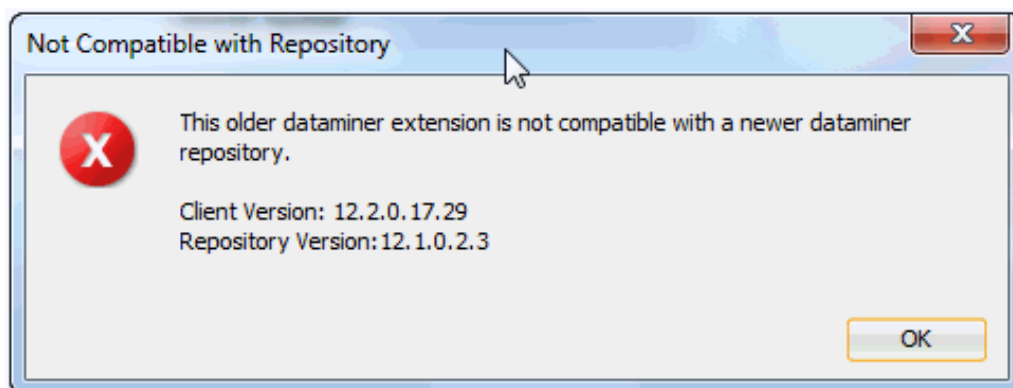 Not Compatible with Repository
This older dataminer extension is not compatible with a newer dataminer
repository.
Client Version: 12.2.0.17.29
Repository Version:12.1.0.2.3
OK